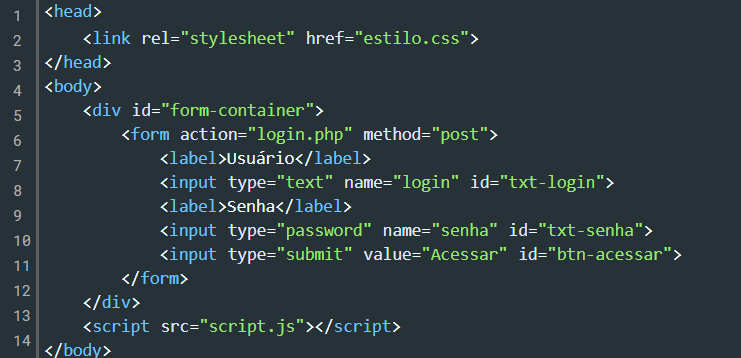 1 <head>
2     <link rel="stylesheet" href="estilo.css">
3 </head>
4 <body>
5     <div id="form-container">
6         <form action="login.php" method="post">
7             <label>Usuário</label>
8             <input type="text" name="login" id="txt-login">
9             <label>Senha</label>
10             <input type="password" name="senha" id="txt-senha">
11             <input type="submit" value="Acessar" id="btn-acessar">
12         </form>
13     </div>
14     <script src="script.js"></script>
</body>